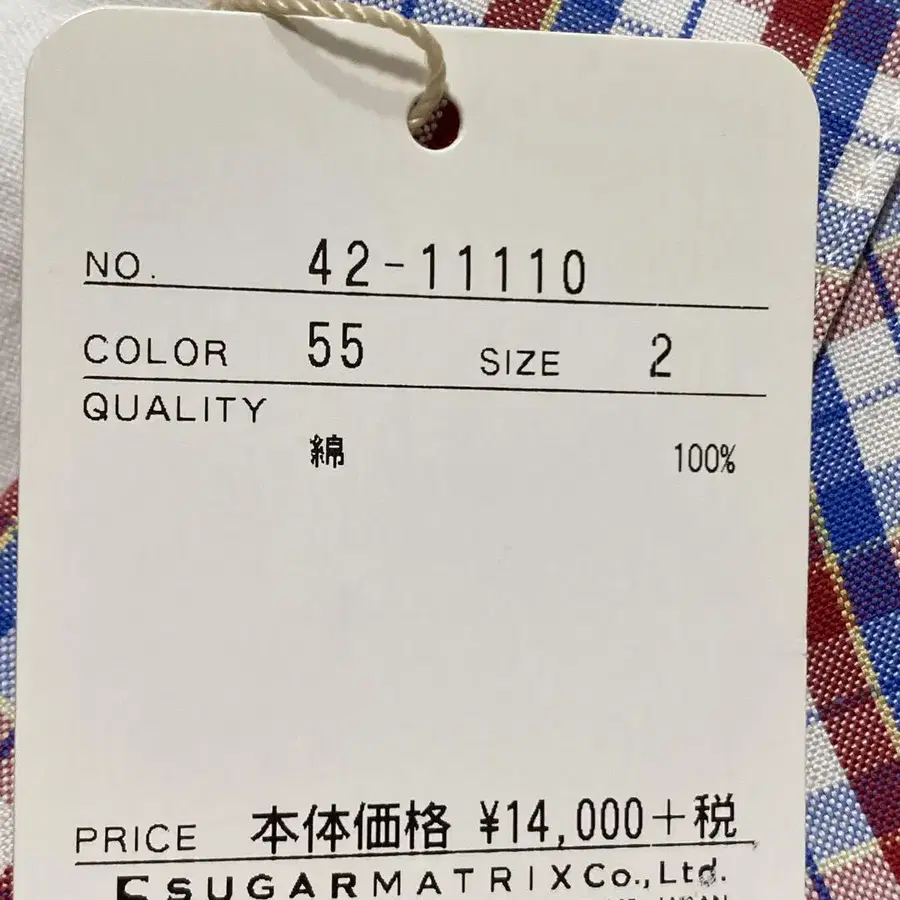 NO. 42-11110
COLOR 55 SIZE 2
QUALITY
綿 100%
PRICE 本体価格 ¥14,000+税
SUGARMATRIX Co., Ltd.